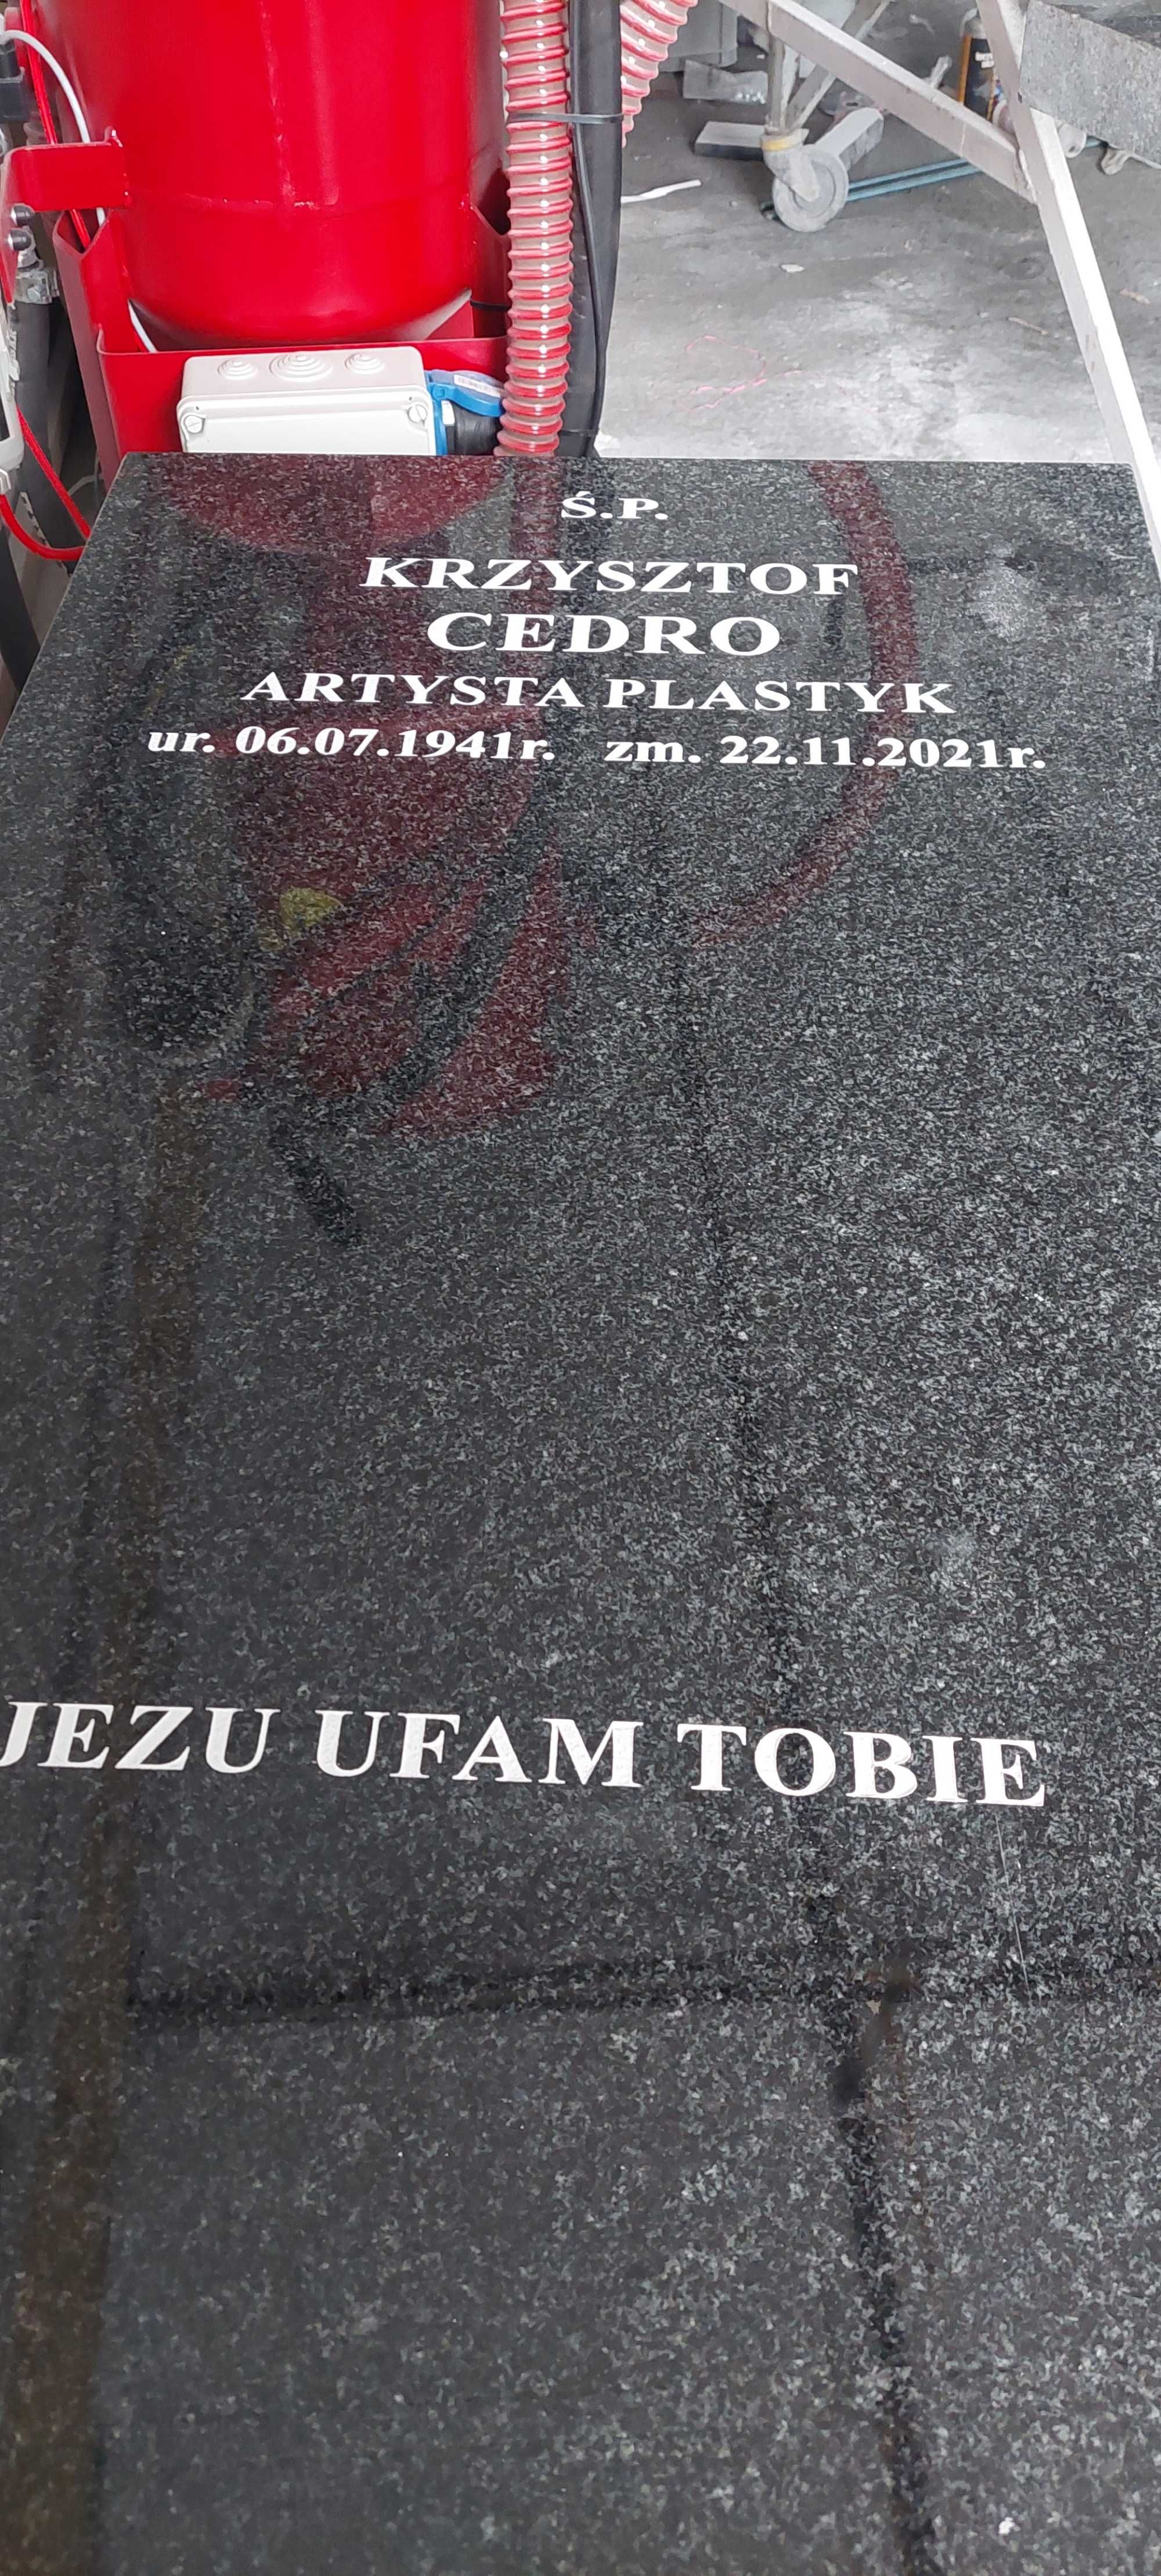 Ś.P.
KRZYSZTOF
CEDRO
ARTYSTA PLASTYK
ur. 06.07.1941r. zm. 22.11.2021r.
JEZU UFAM TOBIE